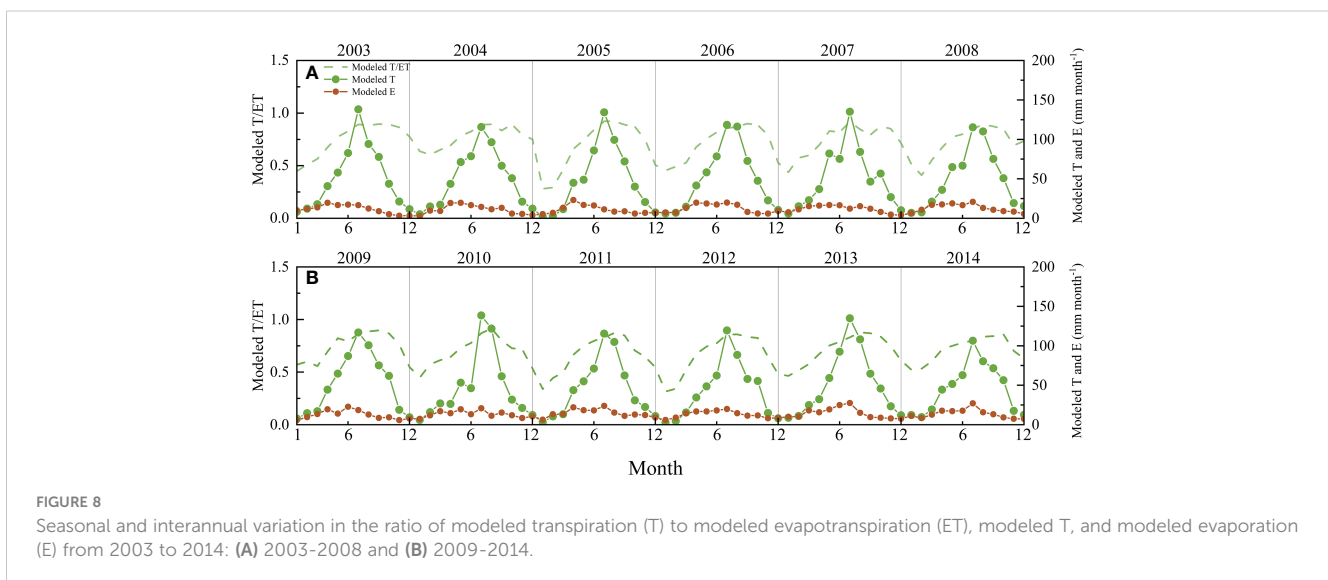 2003 2004 2005 2006 2007 2008
A
Modeled T/ET
Modeled T
Modeled E
1.5
1.0
0.5
0.0
Modeled T/ET
200
150
100
50
0
Modeled T and E (mm month⁻¹)
1 6 12 6 12 6 12 6 12 6 12 6 12
2009 2010 2011 2012 2013 2014
B
1.5
1.0
0.5
0.0
Modeled T/ET
200
150
100
50
0
Modeled T and E (mm month⁻¹)
1 6 12 6 12 6 12 6 12 6 12 6 12
Month
FIGURE 8
Seasonal and interannual variation in the ratio of modeled transpiration (T) to modeled evapotranspiration (ET), modeled T, and modeled evaporation
(E) from 2003 to 2014: (A) 2003-2008 and (B) 2009-2014.